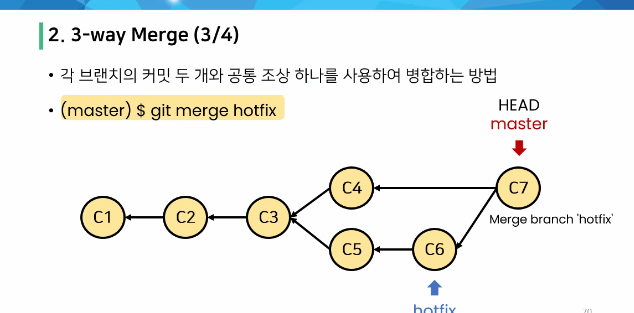 2. 3-way Merge (3/4)
• 각 브랜치의 커밋 두 개와 공통 조상 하나를 사용하여 병합하는 방법
• (master) $ git merge hotfix
HEAD
master
C4
C7
C1
C2
C3
Merge branch 'hotfix'
C5
C6
hotfix